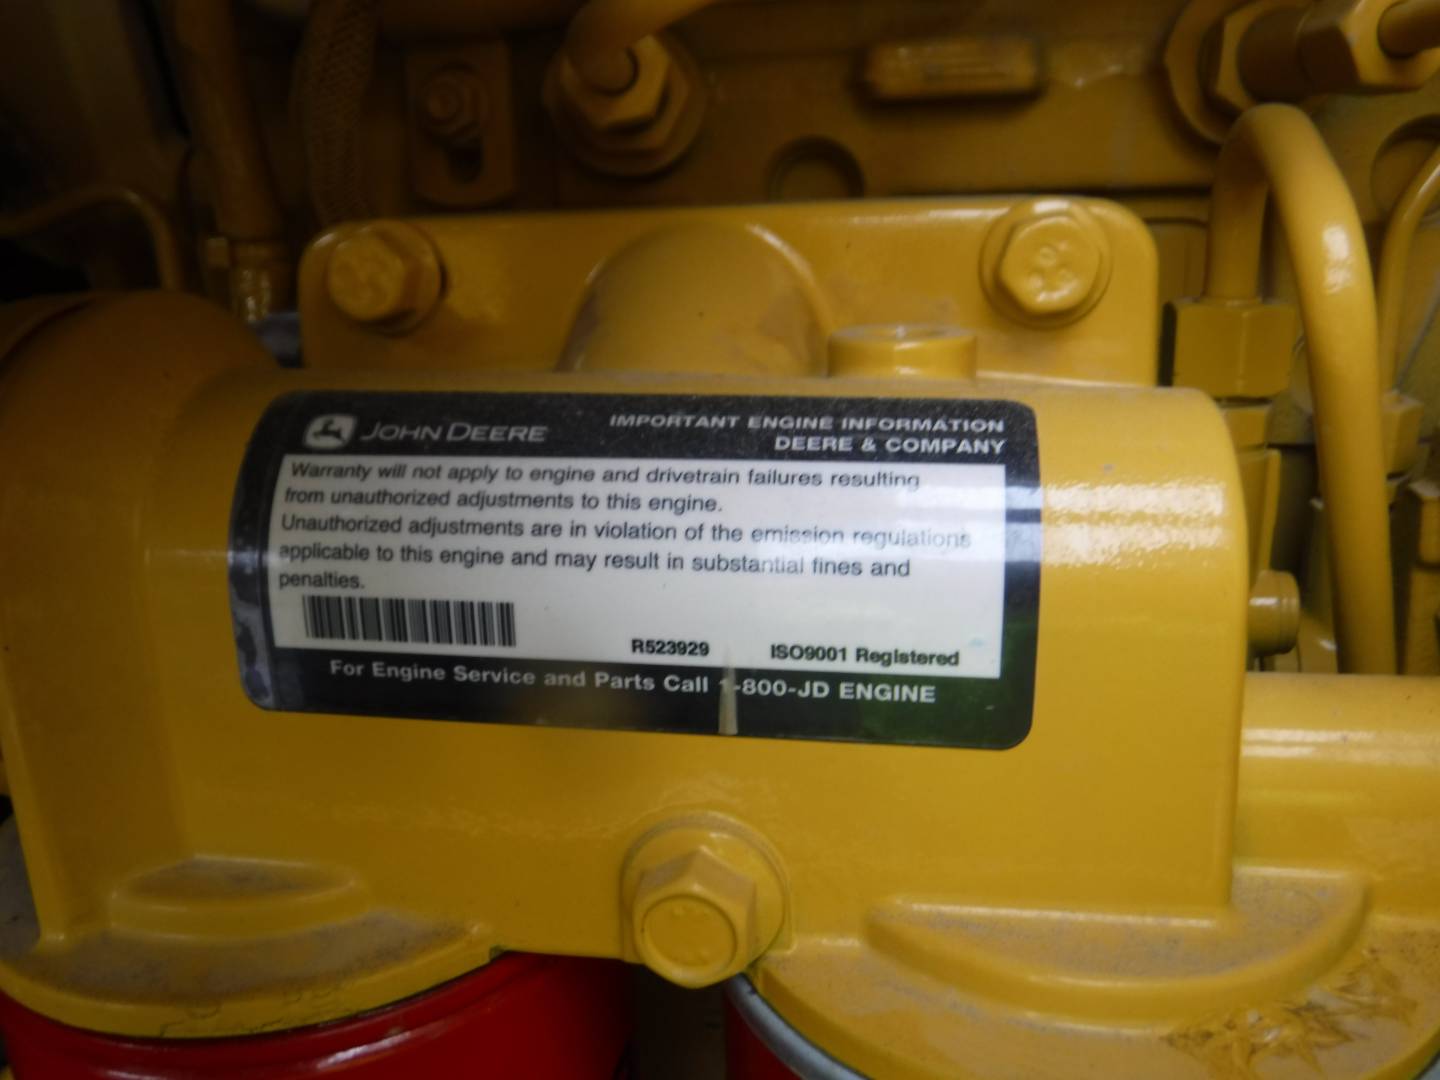 JOHN DEERE
IMPORTANT ENGINE INFORMATION
DEERE & COMPANY
Warranty will not apply to engine and drivetrain failures resulting
from unauthorized adjustments to this engine.
Unauthorized adjustments are in violation of the emission regulations
applicable to this engine and may result in substantial fines and
penalties.
R523929 ISO9001 Registered
For Engine Service and Parts Call 1-800-JD ENGINE